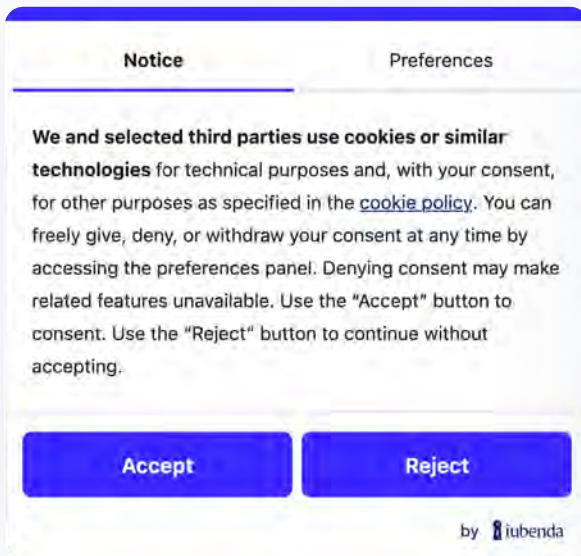 Notice
Preferences
We and selected third parties use cookies or similar
technologies for technical purposes and, with your consent,
for other purposes as specified in the cookie policy. You can
freely give, deny, or withdraw your consent at any time by
accessing the preferences panel. Denying consent may make
related features unavailable. Use the “Accept” button to
consent. Use the “Reject” button to continue without
accepting.
Accept
Reject
by iubenda